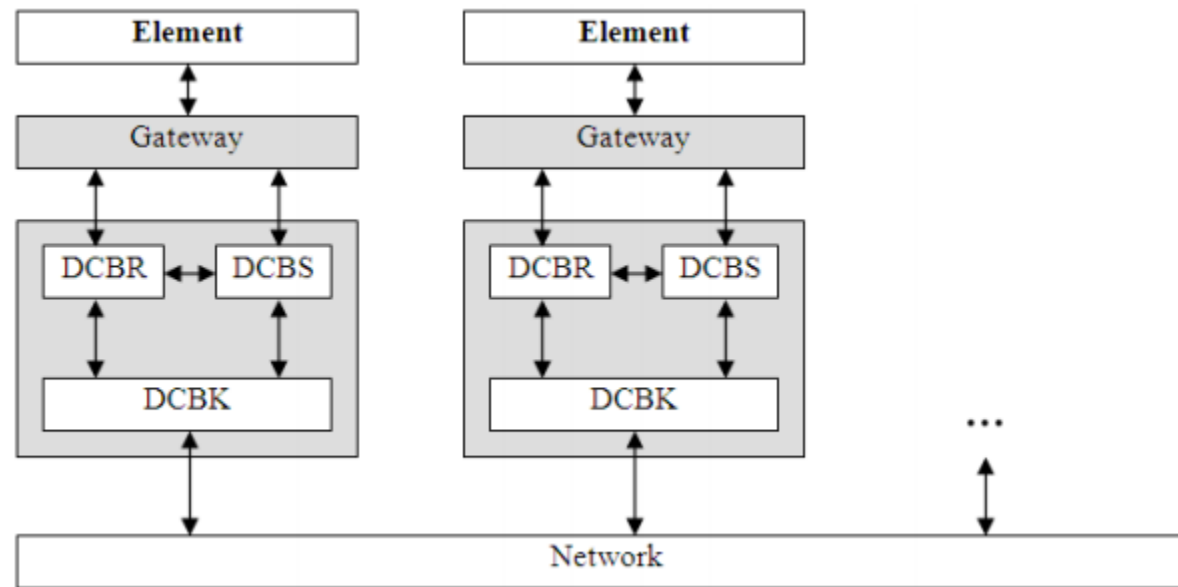 Element
Element
Gateway
Gateway
DCBR
DCBS
DCBR
DCBS
DCBK
DCBK
...
Network